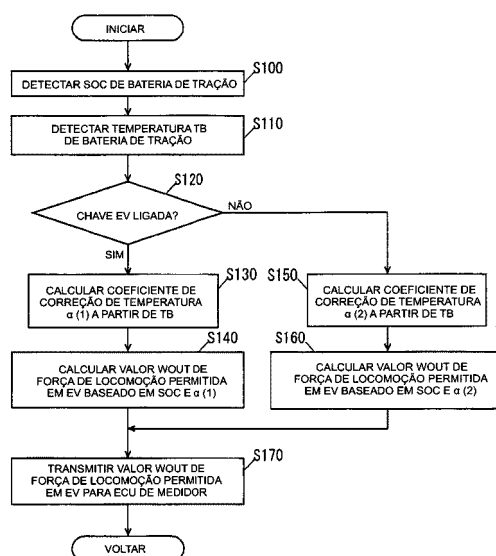 INICIAR
S100
DETECTAR SOC DE BATERIA DE TRAÇÃO
S110
DETECTAR TEMPERATURA TB
DE BATERIA DE TRAÇÃO
S120
CHAVE EV LIGADA?
NÃO
SIM
S130
CALCULAR COEFICIENTE DE
CORREÇÃO DE TEMPERATURA
α (1) A PARTIR DE TB
S150
CALCULAR COEFICIENTE DE
CORREÇÃO DE TEMPERATURA
α (2) A PARTIR DE TB
S140
CALCULAR VALOR WOUT DE
FORÇA DE LOCOMOÇÃO PERMITIDA
EM EV BASEADO EM SOC E α (1)
S160
CALCULAR VALOR WOUT DE
FORÇA DE LOCOMOÇÃO PERMITIDA
EM EV BASEADO EM SOC E α (2)
S170
TRANSMITIR VALOR WOUT DE
FORÇA DE LOCOMOÇÃO PERMITIDA
EM EV PARA ECU DE MEDIDOR
VOLTAR